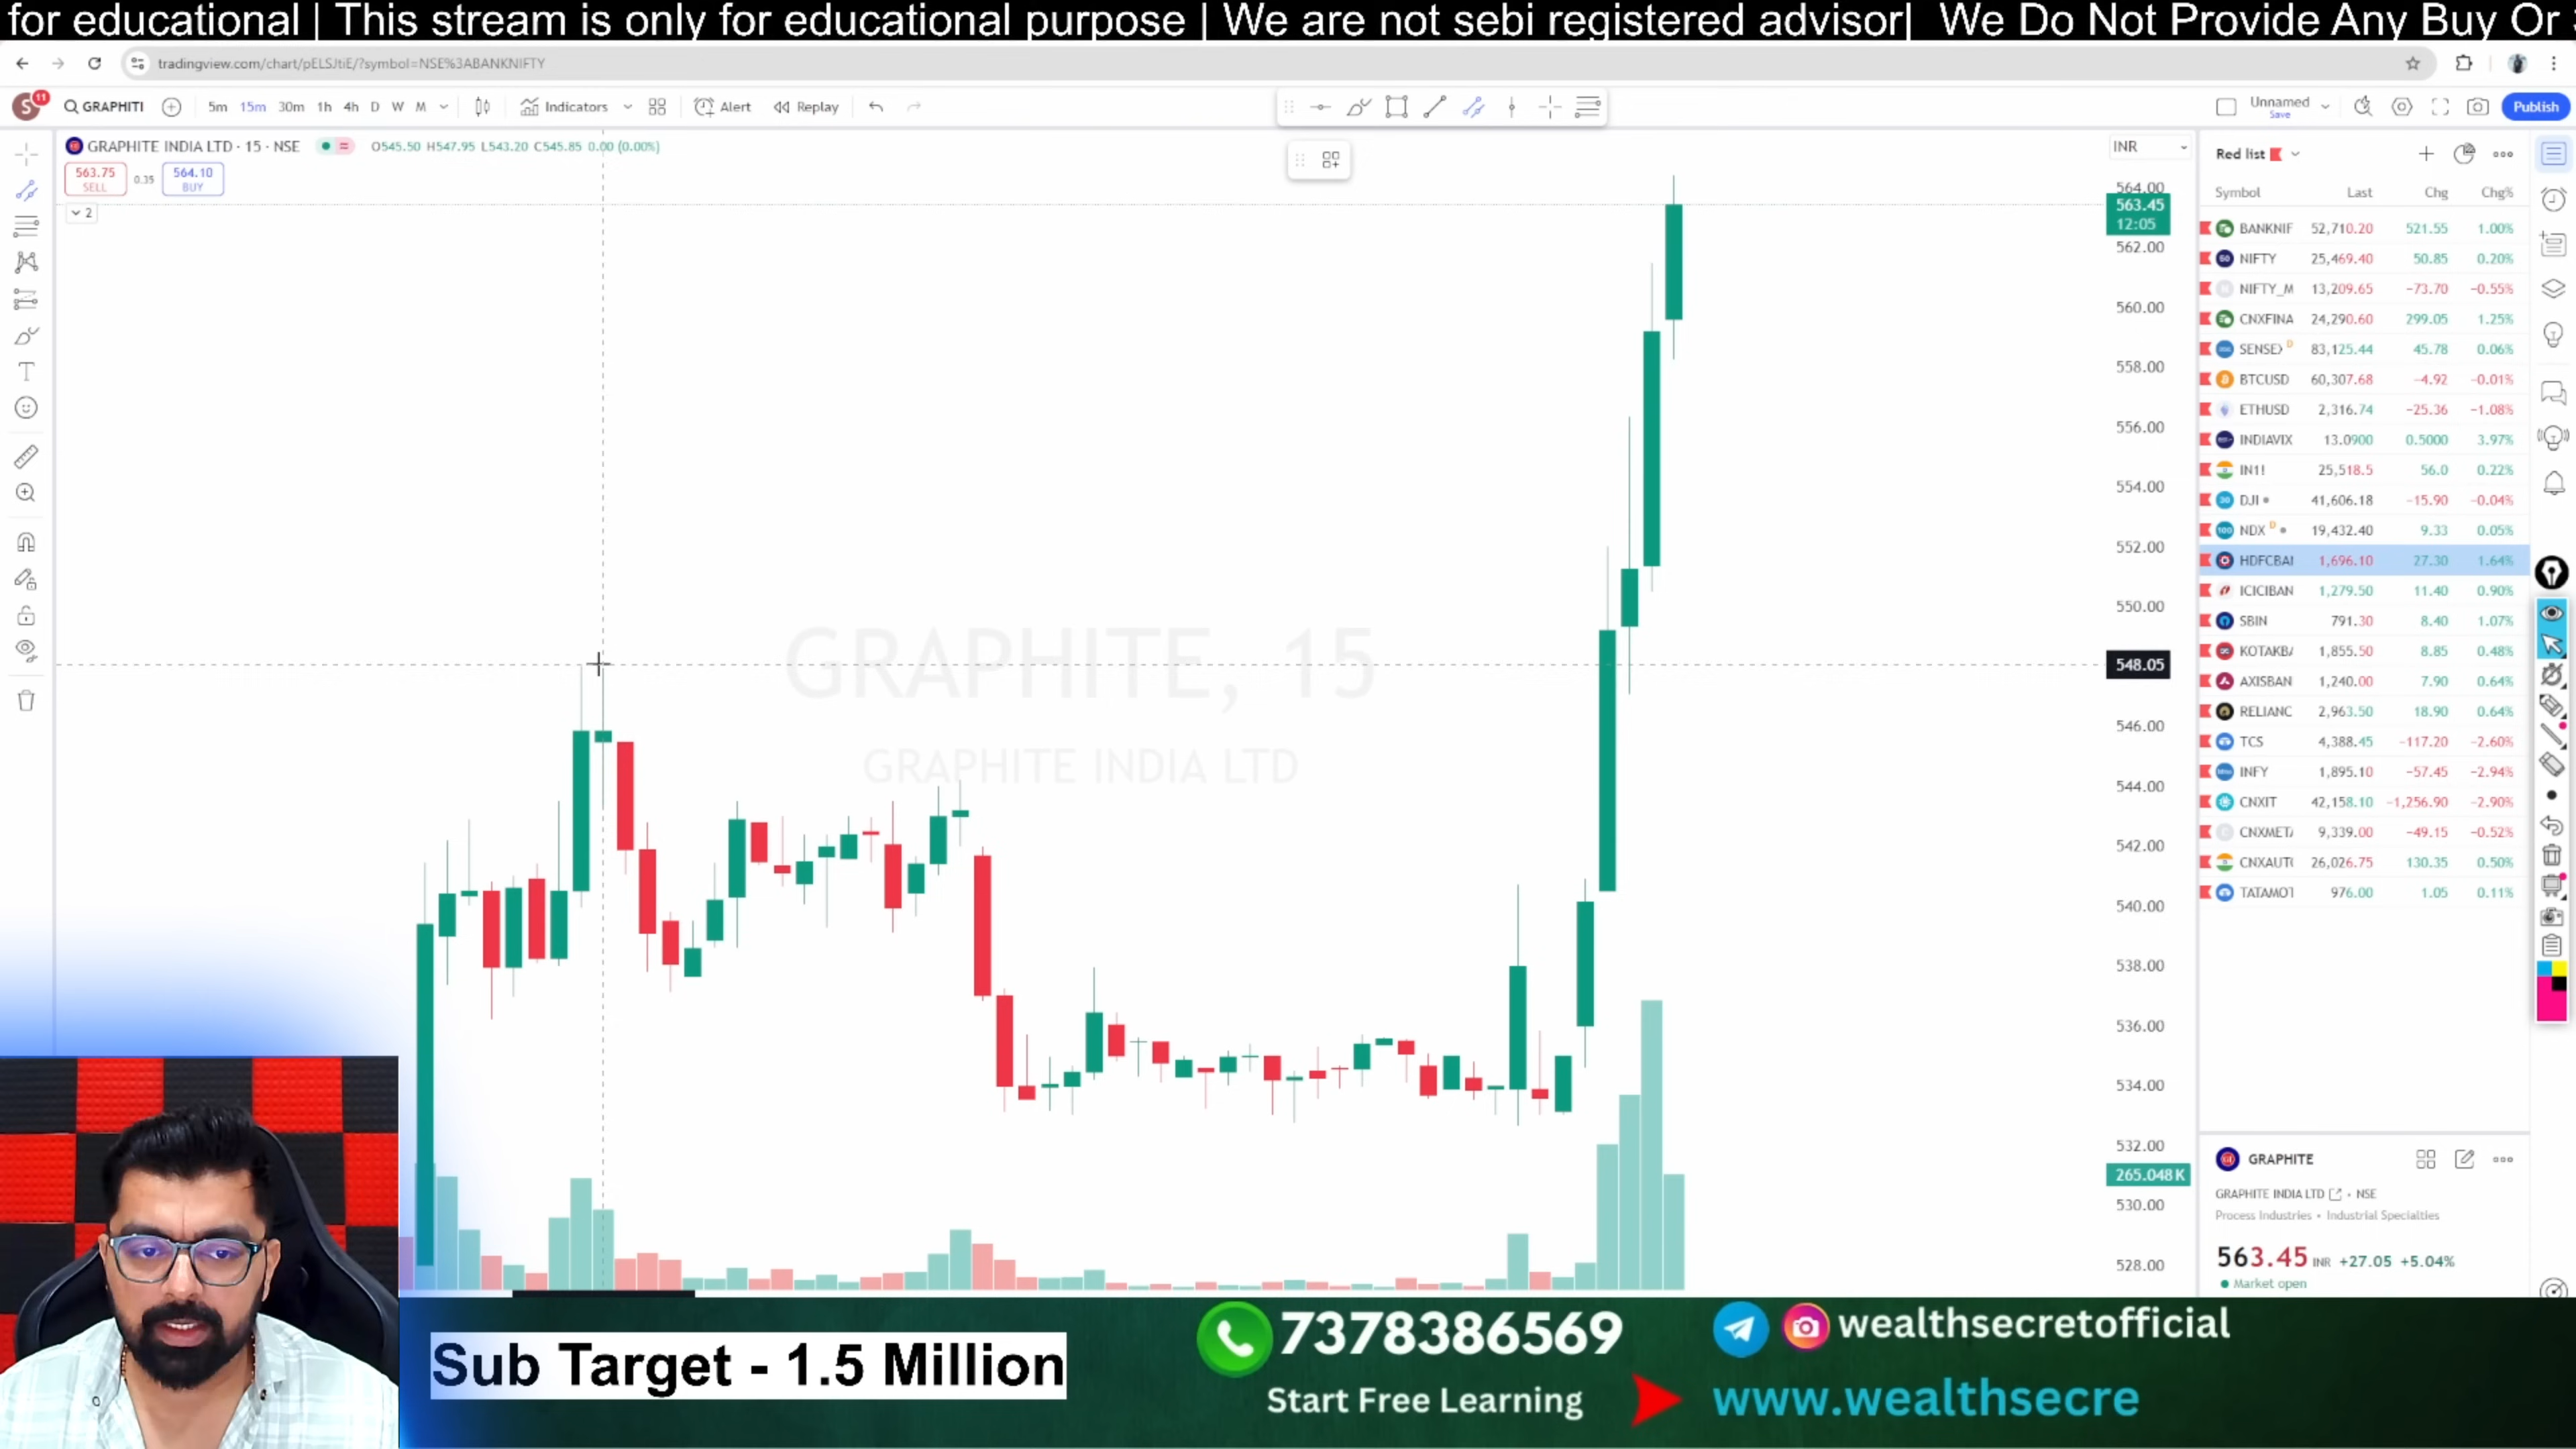 for educational | This stream is only for educational purpose | We are not sebi registered advisor| We Do Not Provide Any Buy Or
tradingview.com/chart/pELSJtiE/?symbol=NSE%3ABANKNIFTY
S 11 GRAPHITI 5m 15m 30m 1h 4h D W M Indicators Alert Replay Unnamed Save Publish
GRAPHITE INDIA LTD · 15 · NSE O545.50 H547.95 L543.20 C545.85 0.00 (0.00%)
563.75 SELL 0.35 564.10 BUY
2
GRAPHITE, 15
GRAPHITE INDIA LTD
INR
564.00
563.45
12:05
562.00
560.00
558.00
556.00
554.00
552.00
550.00
548.05
546.00
544.00
542.00
540.00
538.00
536.00
534.00
532.00
265.048 K
530.00
528.00
Red list
Symbol Last Chg Chg%
BANKNIF 52,710.20 521.55 1.00%
NIFTY 25,469.40 50.85 0.20%
NIFTY_M 13,209.65 −73.70 −0.55%
CNXFINA 24,290.60 299.05 1.25%
SENSEX D 83,125.44 45.78 0.06%
BTCUSD 60,307.68 −4.92 −0.01%
ETHUSD 2,316.74 −25.36 −1.08%
INDIAVIX 13.0900 0.5000 3.97%
IN1! 25,518.5 56.0 0.22%
DJI 41,606.18 −15.90 −0.04%
NDX D 19,432.40 9.33 0.05%
HDFCBAI 1,696.10 27.30 1.64%
ICICIBAN 1,279.50 11.40 0.90%
SBIN 791.30 8.40 1.07%
KOTAKB 1,855.50 8.85 0.48%
AXISBAN 1,240.00 7.90 0.64%
RELIANC 2,963.50 18.90 0.64%
TCS 4,388.45 −117.20 −2.60%
INFY 1,895.10 −57.45 −2.94%
CNXIT 42,158.10 −1,256.90 −2.90%
CNXMET 9,339.00 −49.15 −0.52%
CNXAUT 26,026.75 130.35 0.50%
TATAMOT 976.00 1.05 0.11%
GRAPHITE
GRAPHITE INDIA LTD · NSE
Process Industries · Industrial Specialties
563.45 INR +27.05 +5.04%
Market open
Sub Target - 1.5 Million
7378386569
Start Free Learning
wealthsecretofficial
www.wealthsecre